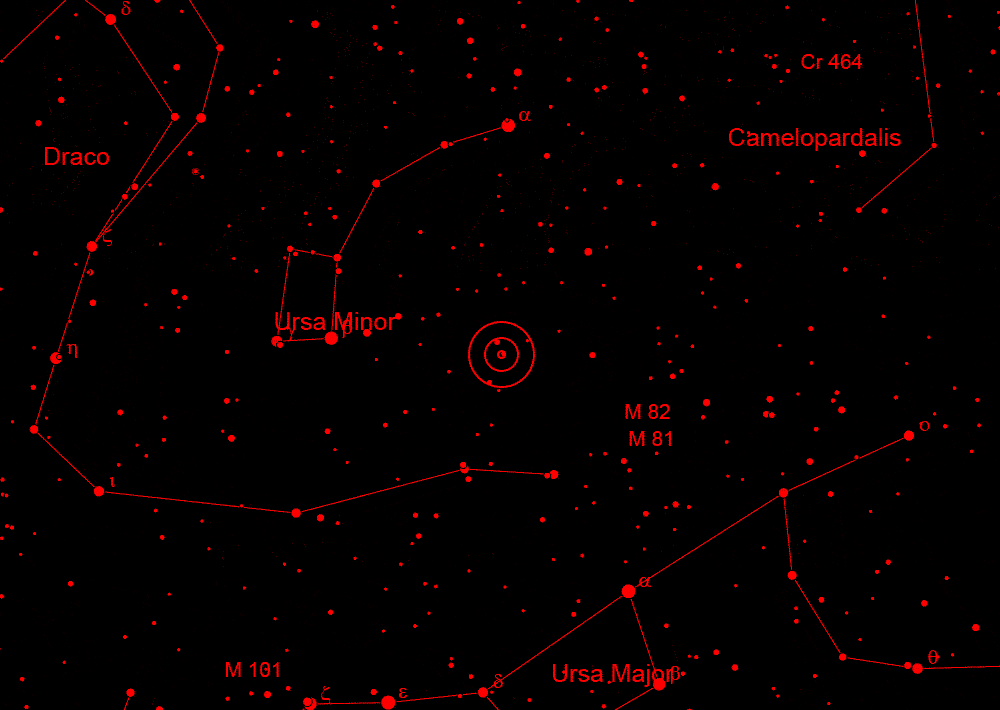 δ
Cr 464
α
Camelopardalis
Draco
ζ
Ursa Minor
β
η
M 82
M 81
ο
ι
α
M 101
Ursa Major
β
θ
δ
ζ
ε